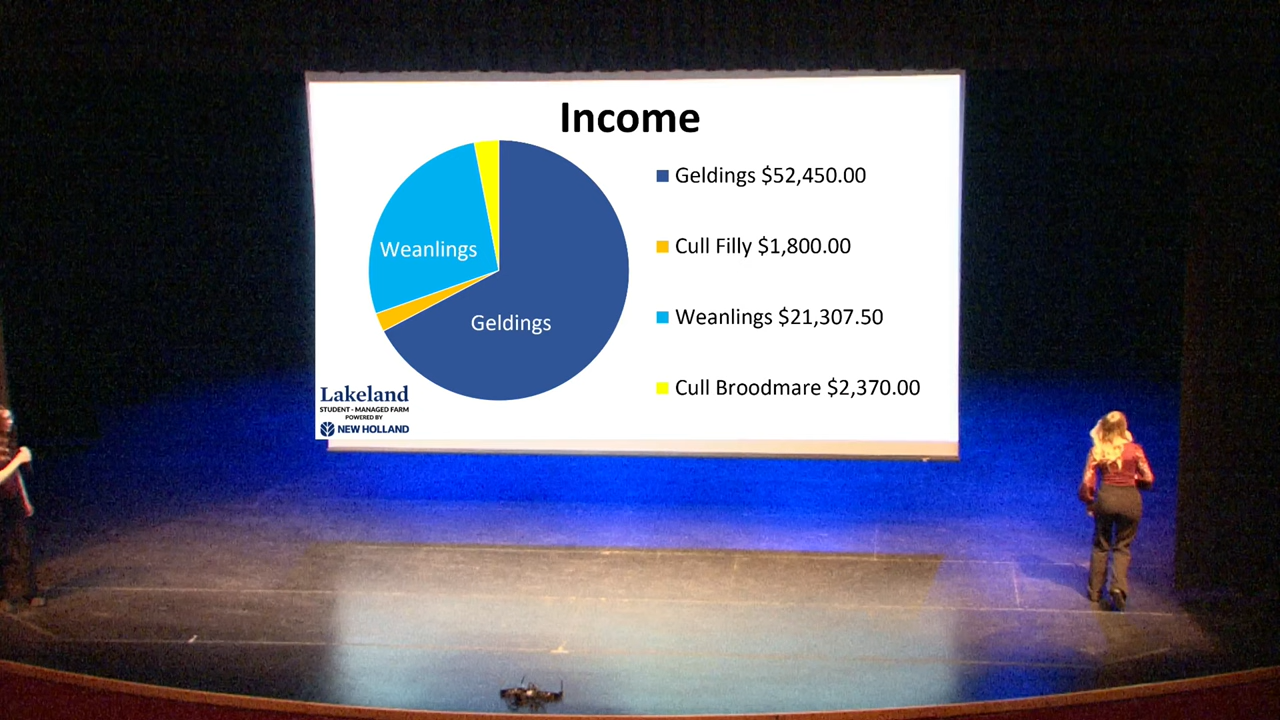 Income
Geldings $52,450.00
Cull Filly $1,800.00
Weanlings $21,307.50
Cull Broodmare $2,370.00
Weanlings
Geldings
Lakeland
STUDENT - MANAGED FARM
POWERED BY
NEW HOLLAND